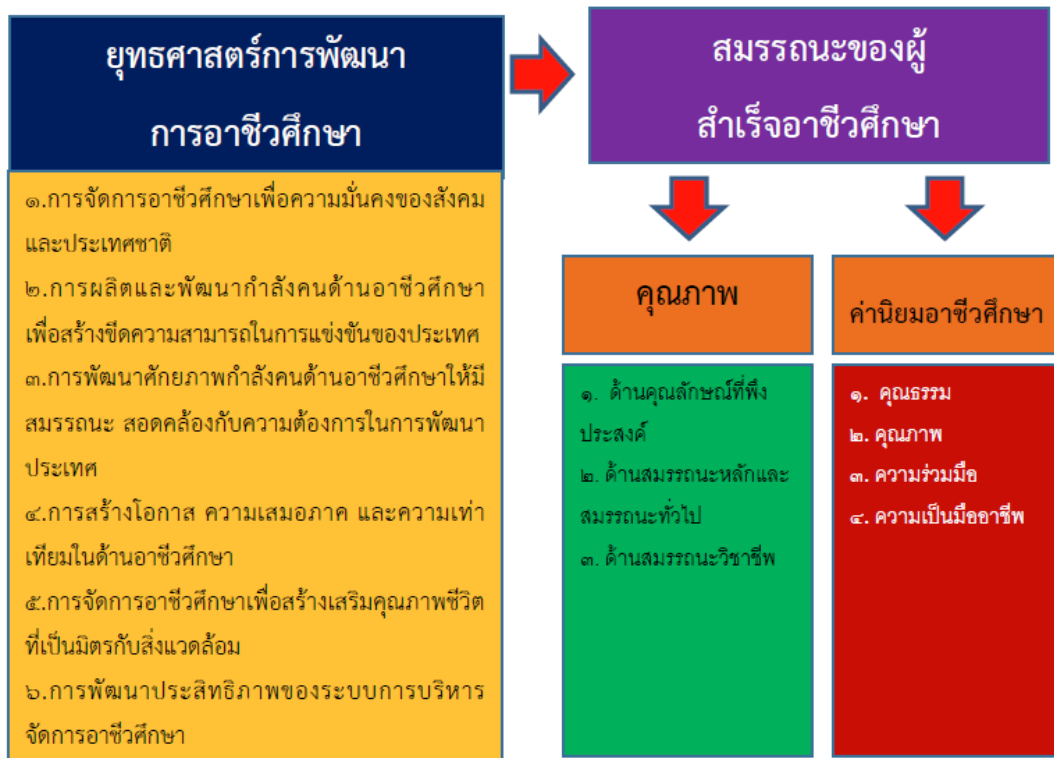 ยุทธศาสตร์การพัฒนา
การอาชีวศึกษา
๑.การจัดการอาชีวศึกษาเพื่อความมั่นคงของสังคม
และประเทศชาติ
๒.การผลิตและพัฒนากำลังคนด้านอาชีวศึกษา
เพื่อสร้างขีดความสามารถในการแข่งขันของประเทศ
๓.การพัฒนาศักยภาพกำลังคนด้านอาชีวศึกษาให้มี
สมรรถนะ สอดคล้องกับความต้องการในการพัฒนา
ประเทศ
๔.การสร้างโอกาส ความเสมอภาค และความเท่า
เทียมในด้านอาชีวศึกษา
๕.การจัดการอาชีวศึกษาเพื่อสร้างเสริมคุณภาพชีวิต
ที่เป็นมิตรกับสิ่งแวดล้อม
๖.การพัฒนาประสิทธิภาพของระบบการบริหาร
จัดการอาชีวศึกษา
สมรรถนะของผู้
สำเร็จอาชีวศึกษา
คุณภาพ
๑. ด้านคุณลักษณ์ที่พึง
ประสงค์
๒. ด้านสมรรถนะหลักและ
สมรรถนะทั่วไป
๓. ด้านสมรรถนะวิชาชีพ
ค่านิยมอาชีวศึกษา
๑. คุณธรรม
๒. คุณภาพ
๓. ความร่วมมือ
๔. ความเป็นมืออาชีพ